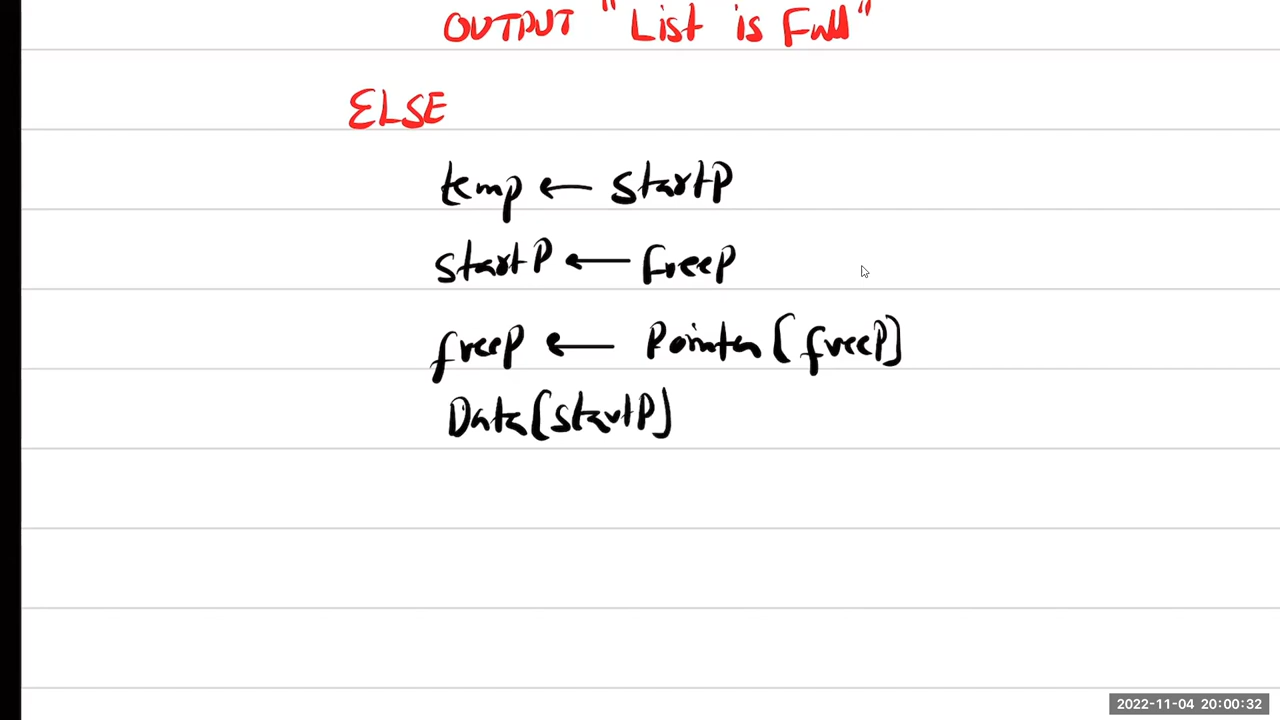 OUTPUT "List is Full"
ELSE
temp ← startP
startP ← freeP
freeP ← Pointer[freeP]
Data[startP]
2022-11-04 20:00:32